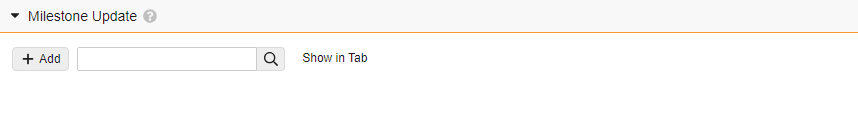 Milestone Update ?
+ Add Show in Tab